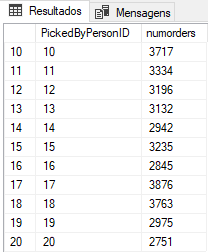 Resultados Mensagens
PickedByPersonID numorders
10 10 3717
11 11 3334
12 12 3196
13 13 3132
14 14 2942
15 15 3235
16 16 2845
17 17 3876
18 18 3763
19 19 2975
20 20 2751